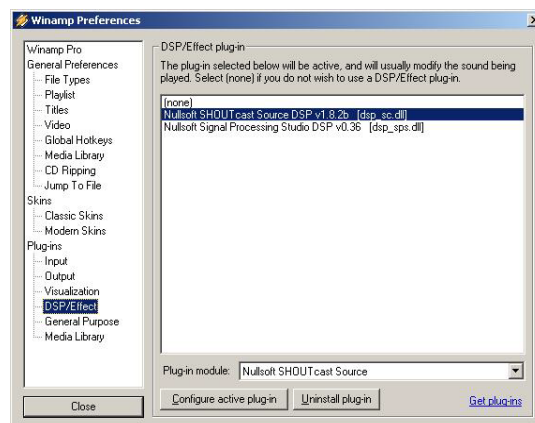 Winamp Preferences
Winamp Pro
General Preferences
File Types
Playlist
Titles
Video
Global Hotkeys
Media Library
CD Ripping
Jump To File
Skins
Classic Skins
Modern Skins
Plug-ins
Input
Output
Visualization
DSP/Effect
General Purpose
Media Library
Close
DSP/Effect plug-in
The plug-in selected below will be active, and will usually modify the sound being
played. Select (none) if you do not wish to use a DSP/Effect plug-in.
(none)
Nullsoft SHOUTcast Source DSP v1.8.2b [dsp_sc.dll]
Nullsoft Signal Processing Studio DSP v0.36 [dsp_sps.dll]
Plug-in module: Nullsoft SHOUTcast Source
Configure active plug-in Uninstall plug-in Get plug-ins